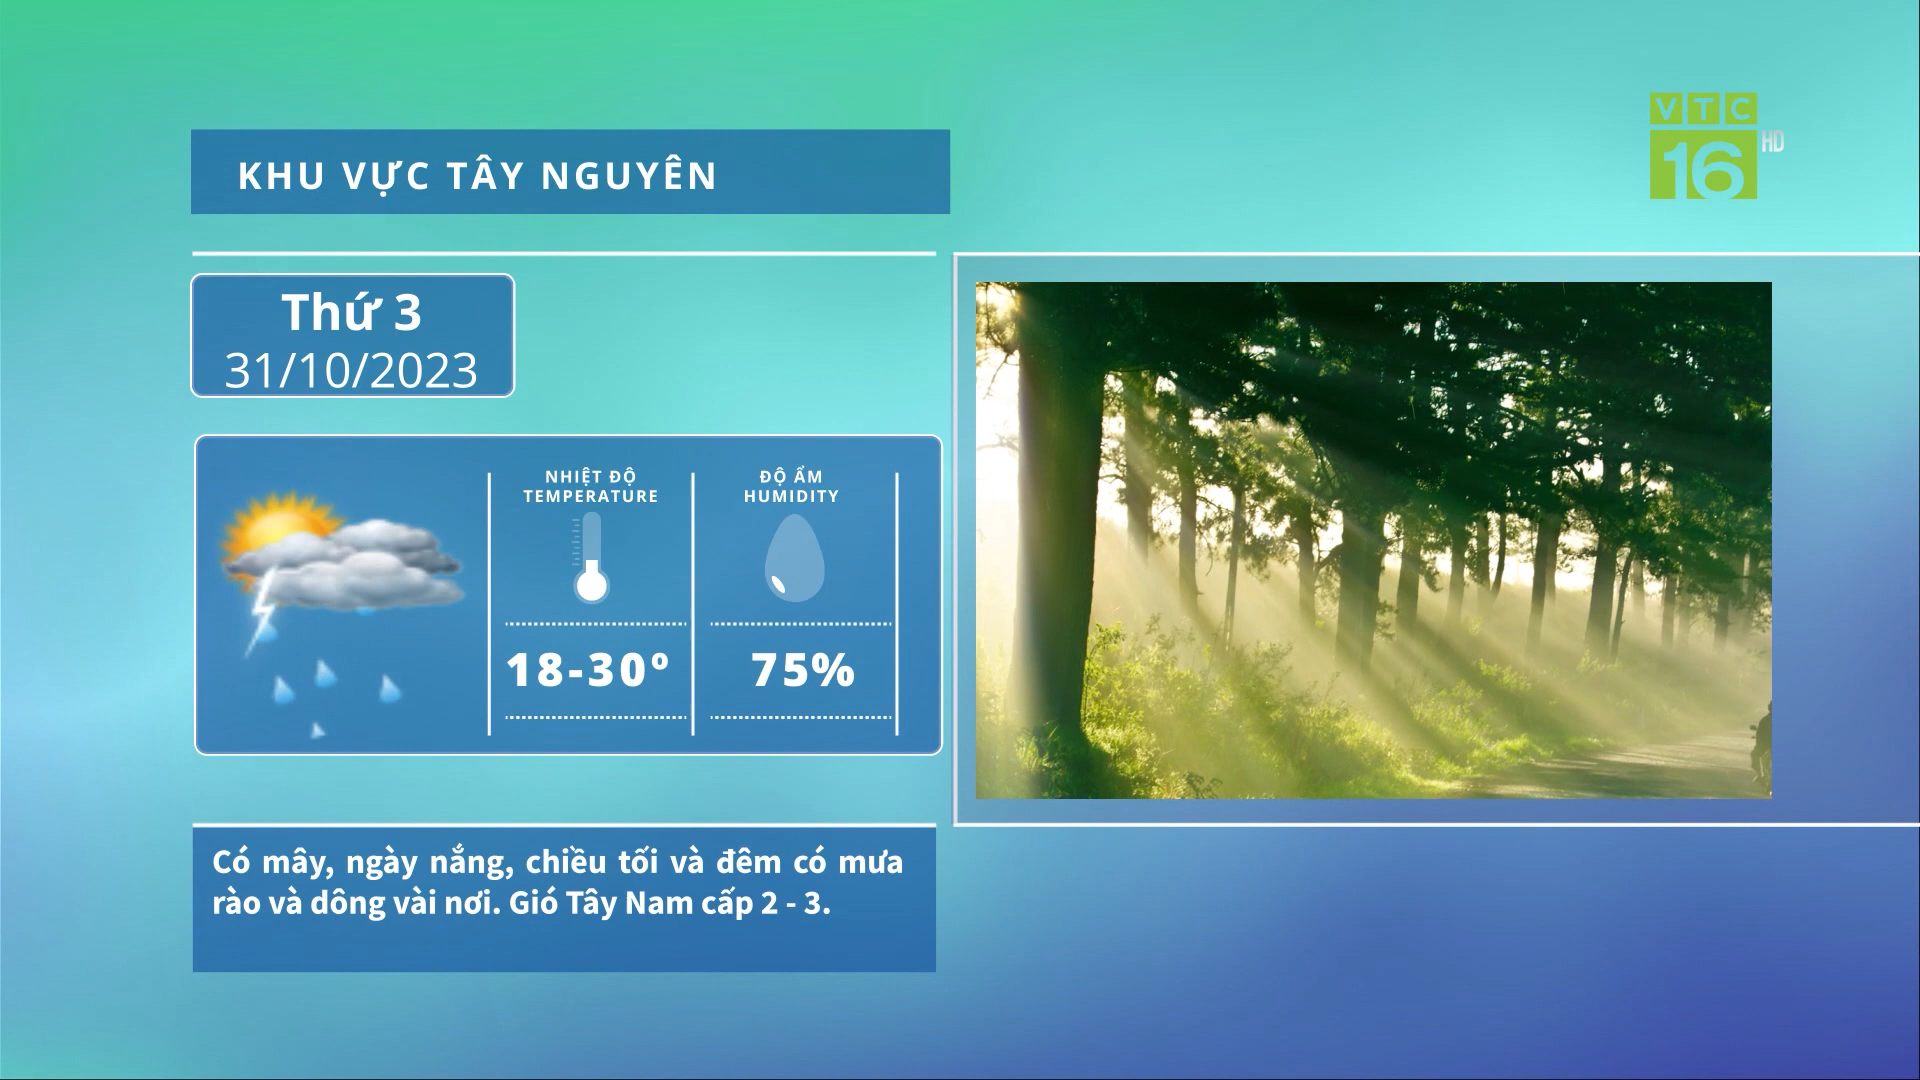 VTC
16
HD
KHU VỰC TÂY NGUYÊN
Thứ 3
31/10/2023
NHIỆT ĐỘ
TEMPERATURE
18-30º
ĐỘ ẨM
HUMIDITY
75%
Có mây, ngày nắng, chiều tối và đêm có mưa
rào và dông vài nơi. Gió Tây Nam cấp 2 - 3.